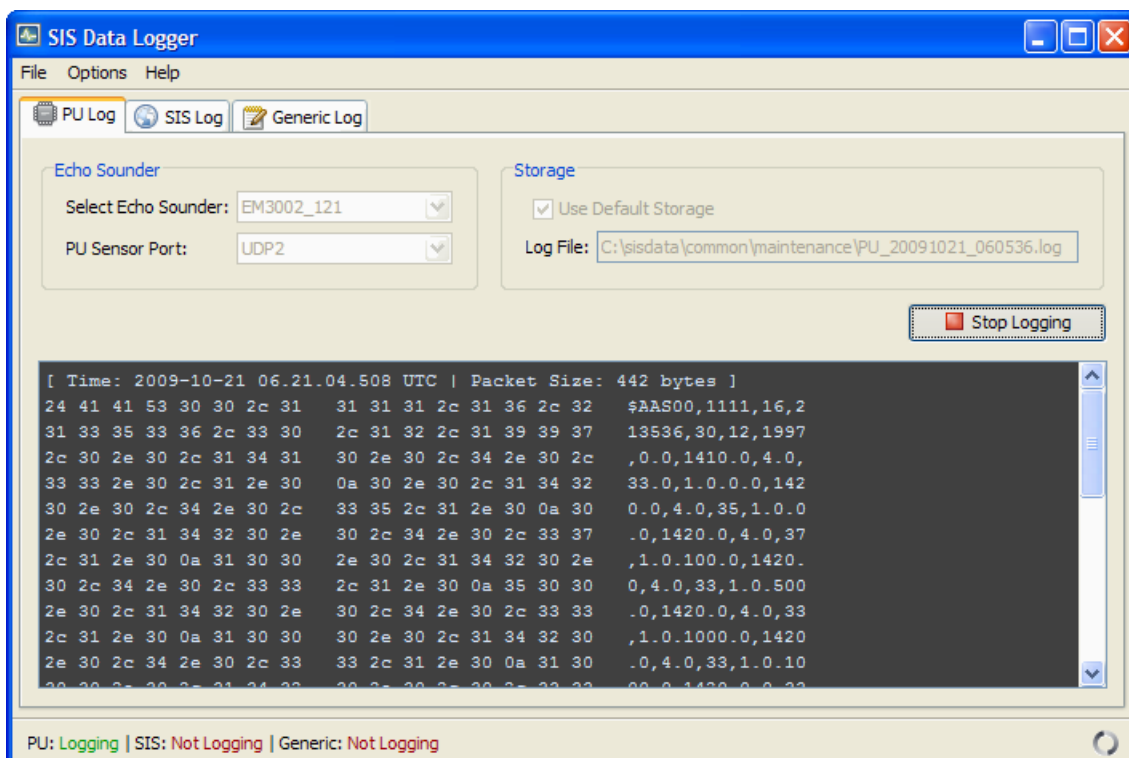 SIS Data Logger
File Options Help
PU Log SIS Log Generic Log
Echo Sounder
Select Echo Sounder: EM3002_121
PU Sensor Port: UDP2
Storage
Use Default Storage
Log File: C:\sisdata\common\maintenance\PU_20091021_060536.log
Stop Logging
[ Time: 2009-10-21 06.21.04.508 UTC | Packet Size: 442 bytes ]
24 41 41 53 30 30 2c 31 31 31 31 2c 31 36 2c 32 $AAS00,1111,16,2
31 33 35 33 36 2c 33 30 2c 31 32 2c 31 39 39 37 13536,30,12,1997
2c 30 2e 30 2c 31 34 31 30 2e 30 2c 34 2e 30 2c ,0.0,1410.0,4.0,
33 33 2e 30 2c 31 2e 30 0a 30 2e 30 2c 31 34 32 33.0,1.0.0.0,142
30 2e 30 2c 34 2e 30 2c 33 35 2c 31 2e 30 0a 30 0.0,4.0,35,1.0.0
2e 30 2c 31 34 32 30 2e 30 2c 34 2e 30 2c 33 37 .0,1420.0,4.0,37
2c 31 2e 30 0a 31 30 30 2e 30 2c 31 34 32 30 2e ,1.0.100.0,1420.
30 2c 34 2e 30 2c 33 33 2c 31 2e 30 0a 35 30 30 0,4.0,33,1.0.500
2e 30 2c 31 34 32 30 2e 30 2c 34 2e 30 2c 33 33 .0,1420.0,4.0,33
2c 31 2e 30 0a 31 30 30 30 2e 30 2c 31 34 32 30 ,1.0.1000.0,1420
2e 30 2c 34 2e 30 2c 33 33 2c 31 2e 30 0a 31 30 .0,4.0,33,1.0.10
PU: Logging | SIS: Not Logging | Generic: Not Logging